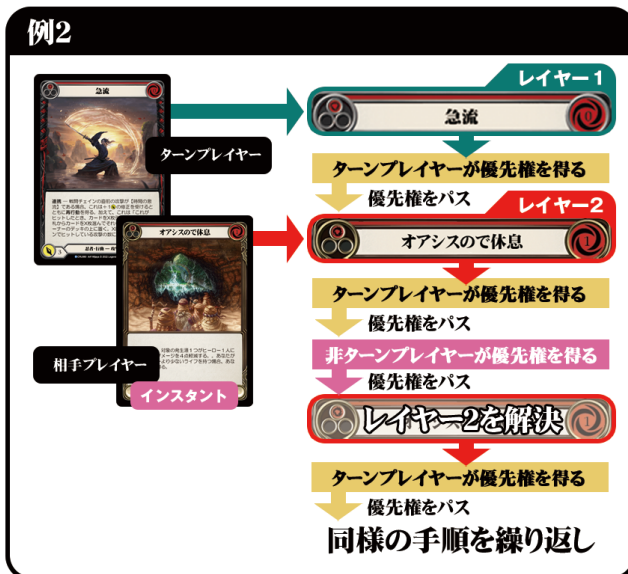 例2
急流
ターンプレイヤー
オアシスので休息
相手プレイヤー
インスタント
レイヤー1
急流
ターンプレイヤーが優先権を得る
優先権をパス
レイヤー2
オアシスので休息
1
ターンプレイヤーが優先権を得る
優先権をパス
非ターンプレイヤーが優先権を得る
優先権をパス
レイヤー2を解決
1
ターンプレイヤーが優先権を得る
優先権をパス
同様の手順を繰り返し